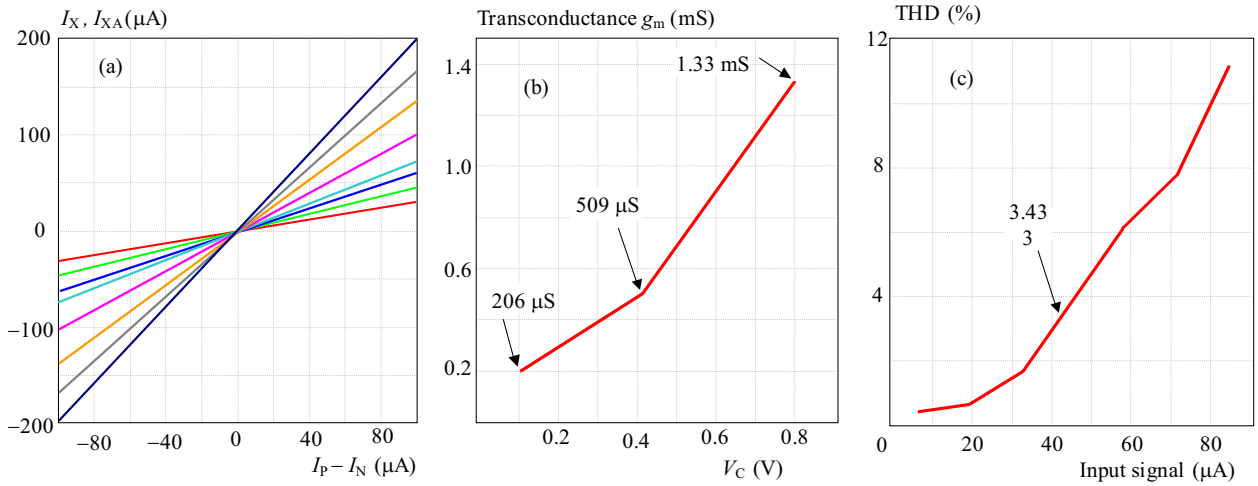 I_X , I_XA (µA)
200
100
0
−100
−200
(a)
−80
−40
0
40
80
I_P − I_N (µA)
Transconductance g_m (mS)
1.4
1.0
0.6
0.2
(b)
1.33 mS
509 µS
206 µS
0.2
0.4
0.6
0.8
V_C (V)
THD (%)
12
8
4
0
(c)
3.43
3
20
40
60
80
Input signal (µA)